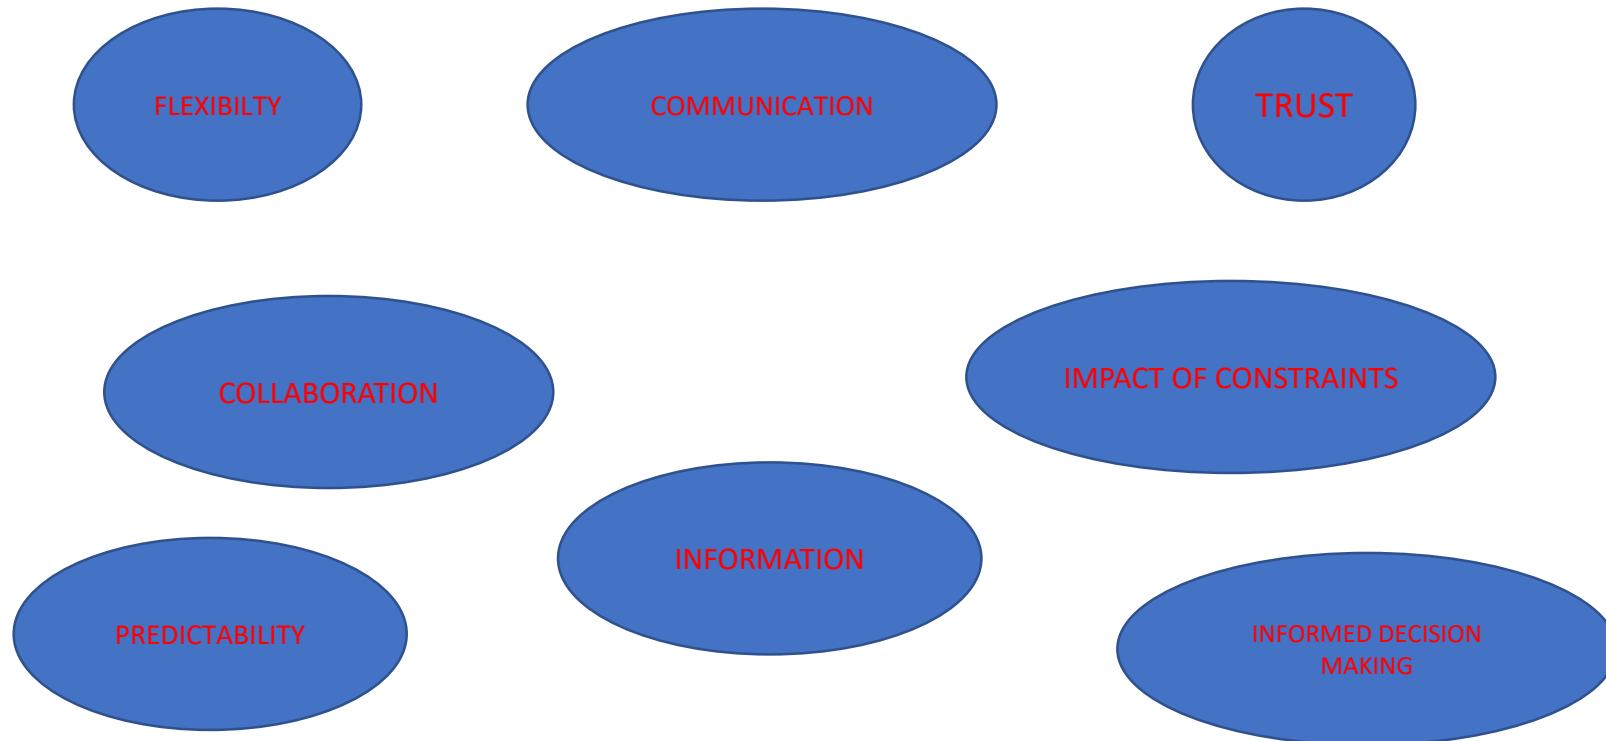 FLEXIBILTY
COMMUNICATION
TRUST
COLLABORATION
IMPACT OF CONSTRAINTS
INFORMATION
PREDICTABILITY
INFORMED DECISION
MAKING